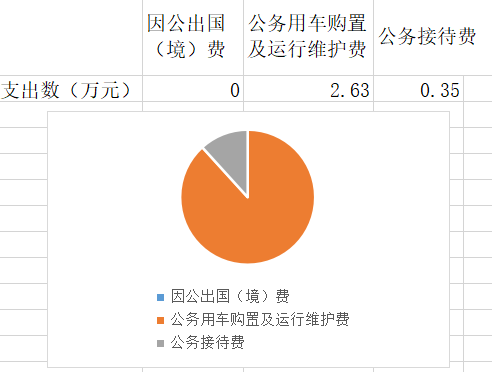 因公出国
（境）费
公务用车购置
及运行维护费
公务接待费
支出数（万元） 0 2.63 0.35
因公出国（境）费
公务用车购置及运行维护费
公务接待费